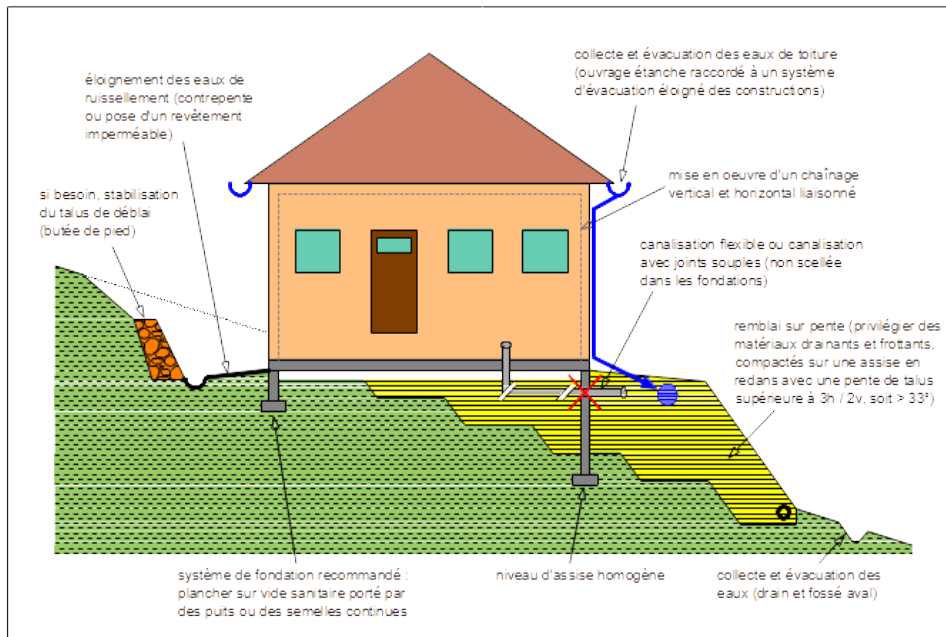 collecte et évacuation des eaux de toiture
(ouvrage étanche raccordé à un système
d'évacuation éloigné des constructions)
éloignement des eaux de
ruissellement (contrepente
ou pose d'un revêtement
imperméable)
mise en oeuvre d'un chaînage
vertical et horizontal liaisonné
si besoin, stabilisation
du talus de déblai
(butée de pied)
canalisation flexible ou canalisation
avec joints souples (non scellée
dans les fondations)
remblai sur pente (privilégier des
matériaux drainants et frottants,
compactés sur une assise en
redans avec une pente de talus
supérieure à 3h / 2v, soit > 33°)
système de fondation recommandé :
plancher sur vide sanitaire porté par
des puits ou des semelles continues
niveau d'assise homogène
collecte et évacuation des
eaux (drain et fossé aval)